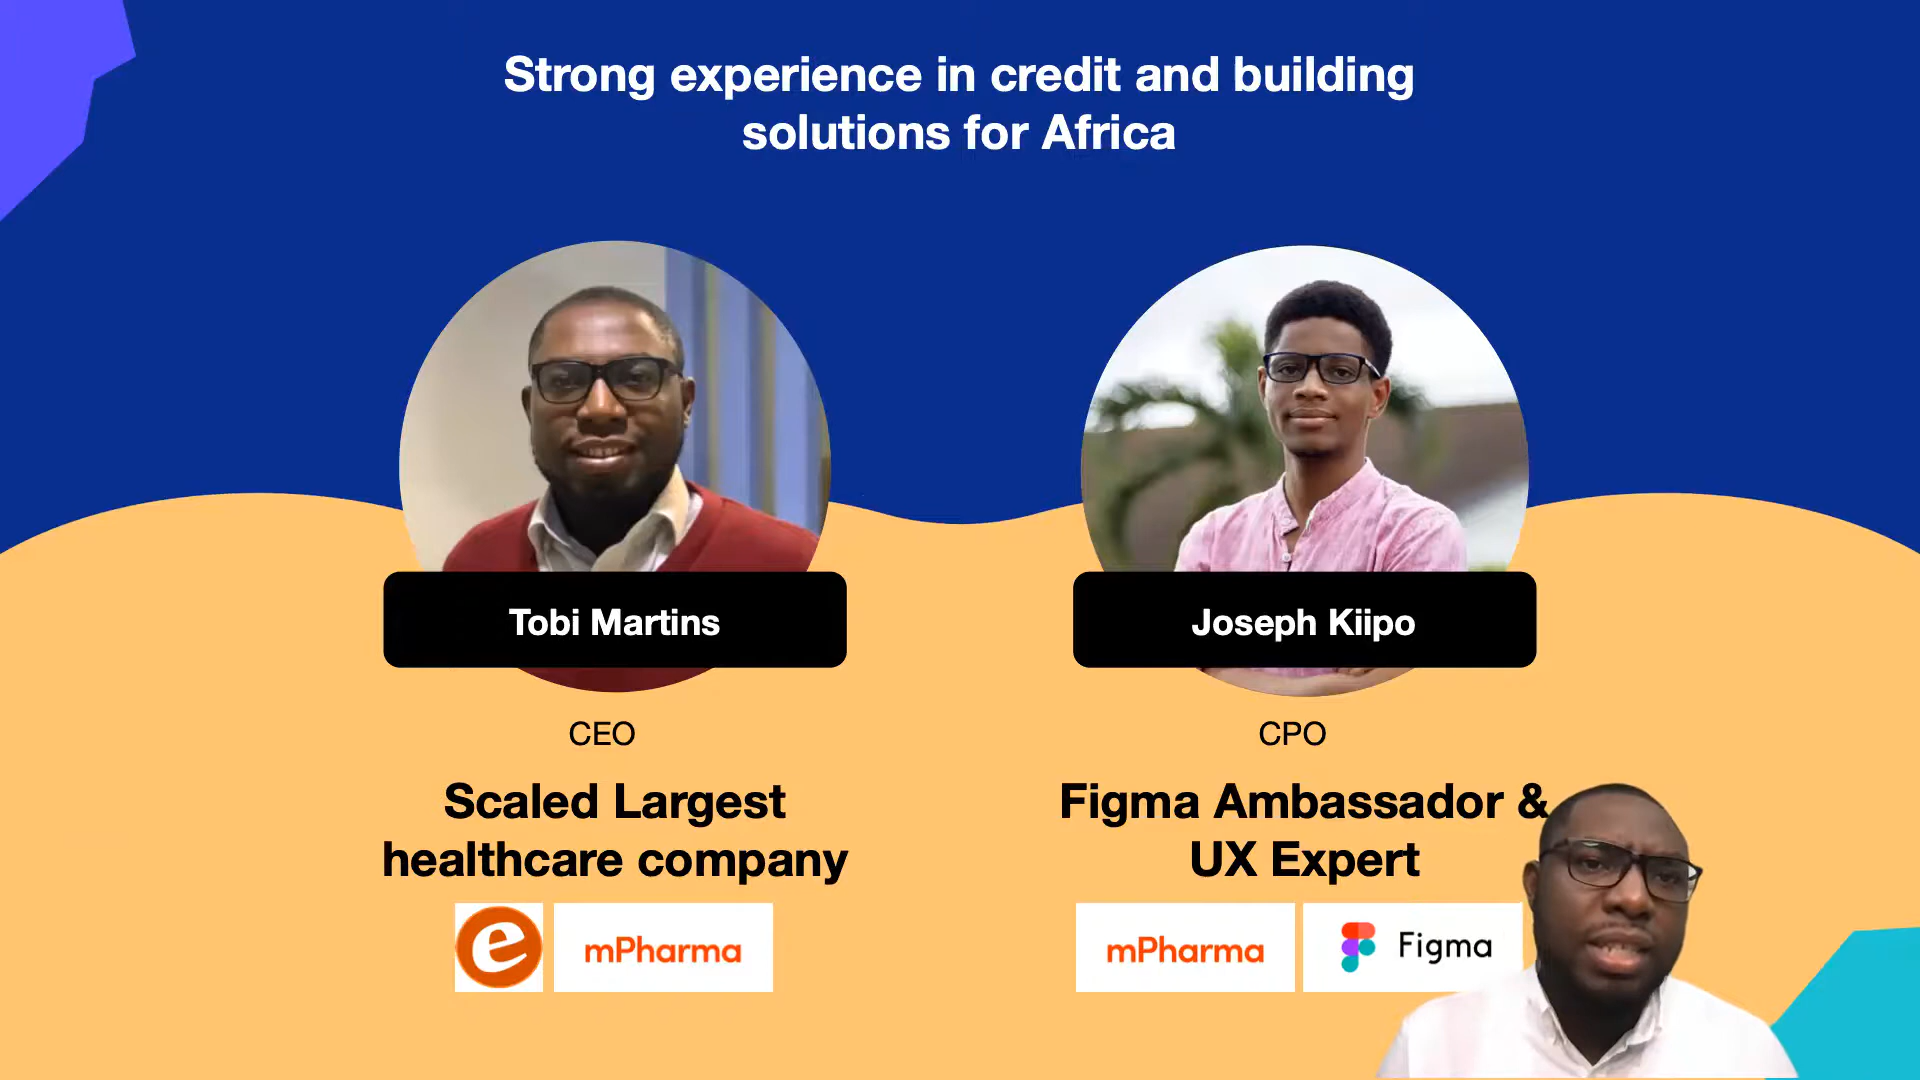 Strong experience in credit and building
solutions for Africa
Tobi Martins
Joseph Kiipo
CEO
CPO
Scaled Largest
healthcare company
Figma Ambassador &
UX Expert
e
mPharma
mPharma
Figma